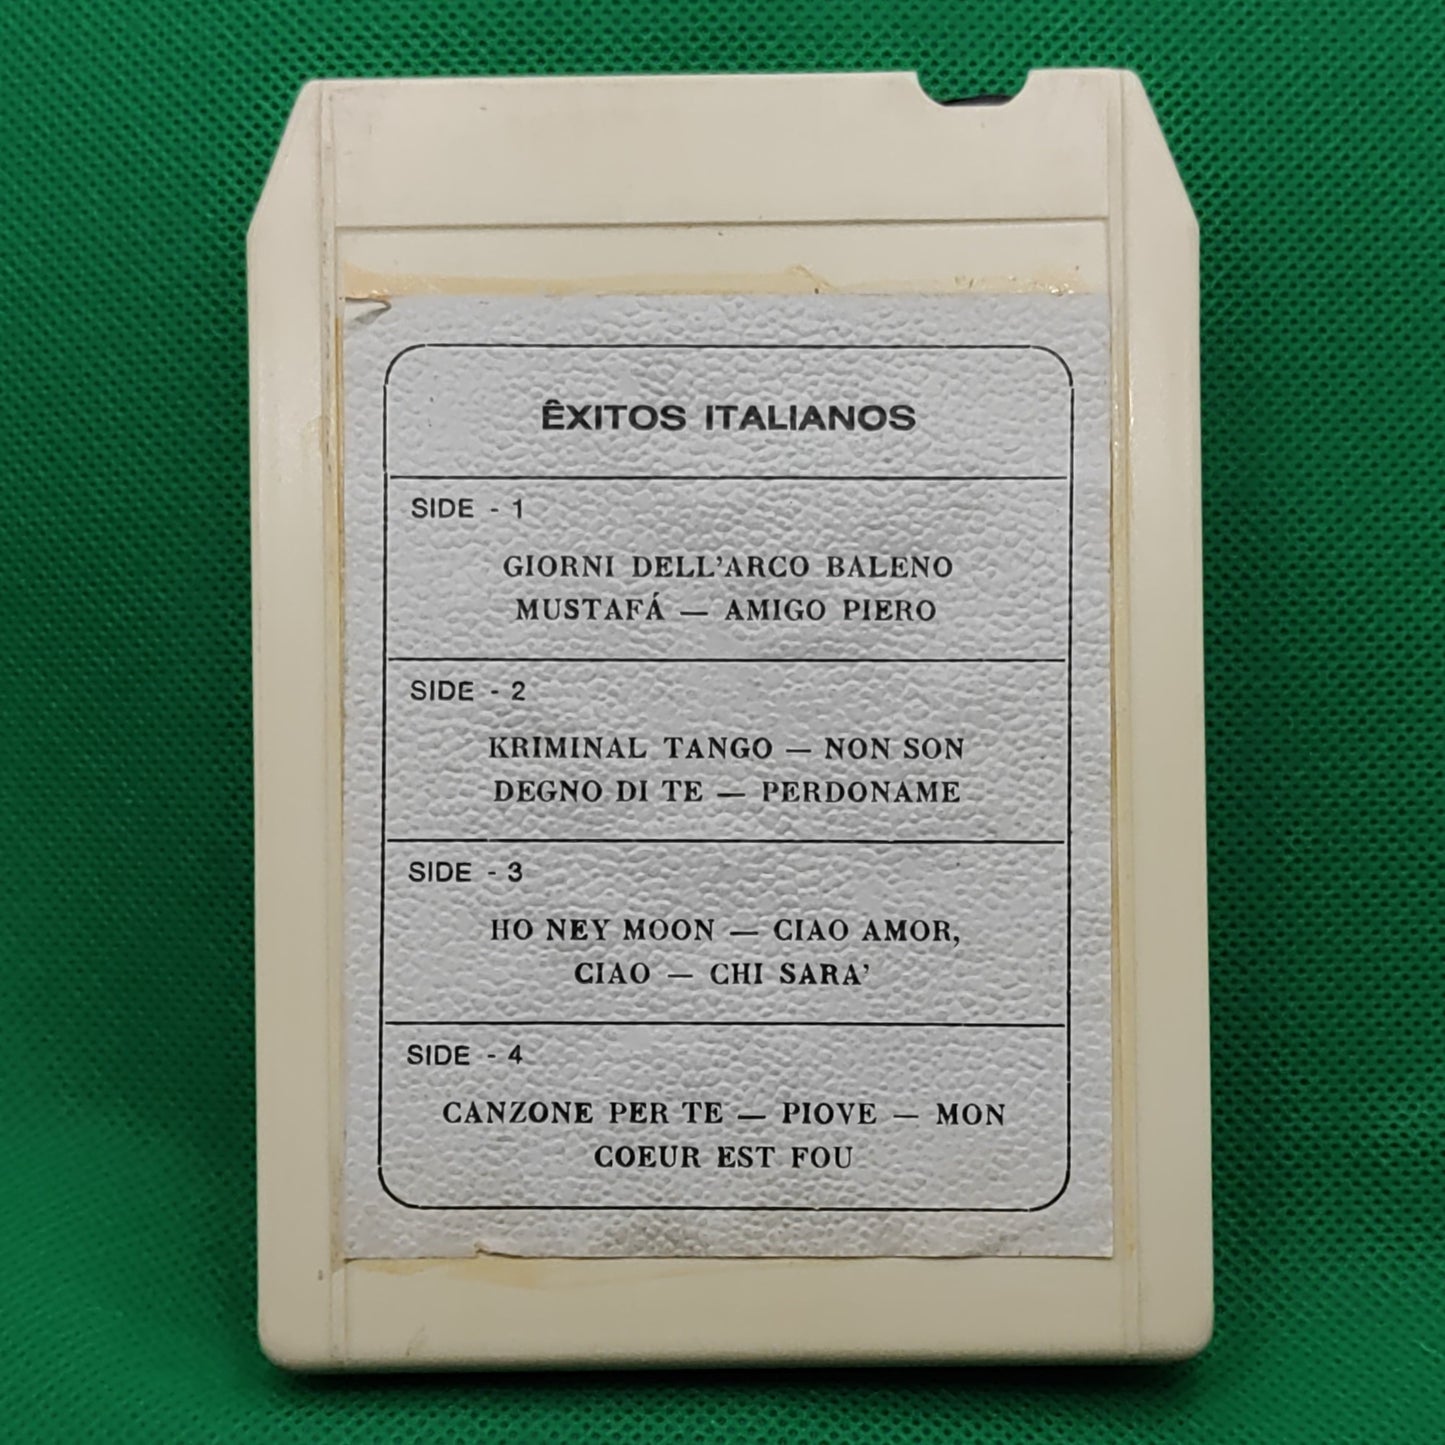 ÊXITOS ITALIANOS
SIDE - 1
GIORNI DELL'ARCO BALENO
MUSTAFÁ — AMIGO PIERO
SIDE - 2
KRIMINAL TANGO — NON SON
DEGNO DI TE — PERDONAME
SIDE - 3
HO NEY MOON — CIAO AMOR,
CIAO — CHI SARA'
SIDE - 4
CANZONE PER TE — PIOVE — MON
COEUR EST FOU